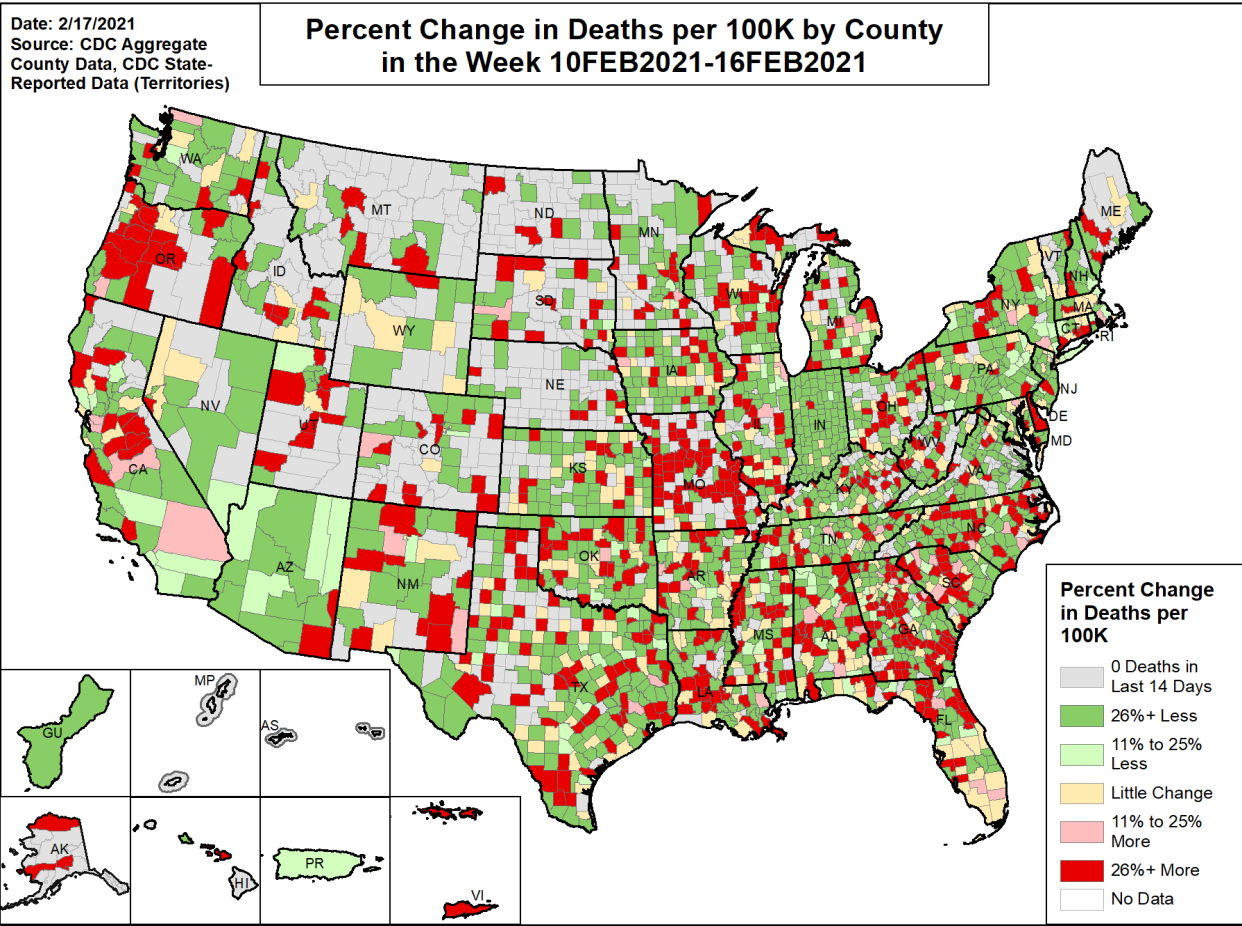 Date: 2/17/2021
Source: CDC Aggregate
County Data, CDC State-
Reported Data (Territories)
Percent Change in Deaths per 100K by County
in the Week 10FEB2021-16FEB2021
WA
MT
ND
MN
ME
OR
ID
SD
WI
MI
VT
NH
NY
MA
CT
RI
WY
IA
NE
PA
NJ
NV
UT
CO
IL
IN
OH
DE
MD
WV
VA
CA
KS
MO
KY
NC
TN
AZ
NM
OK
AR
SC
MS
AL
GA
TX
LA
FL
GU
MP
AS
AK
HI
PR
VI
Percent Change
in Deaths per
100K
0 Deaths in
Last 14 Days
26%+ Less
11% to 25%
Less
Little Change
11% to 25%
More
26%+ More
No Data